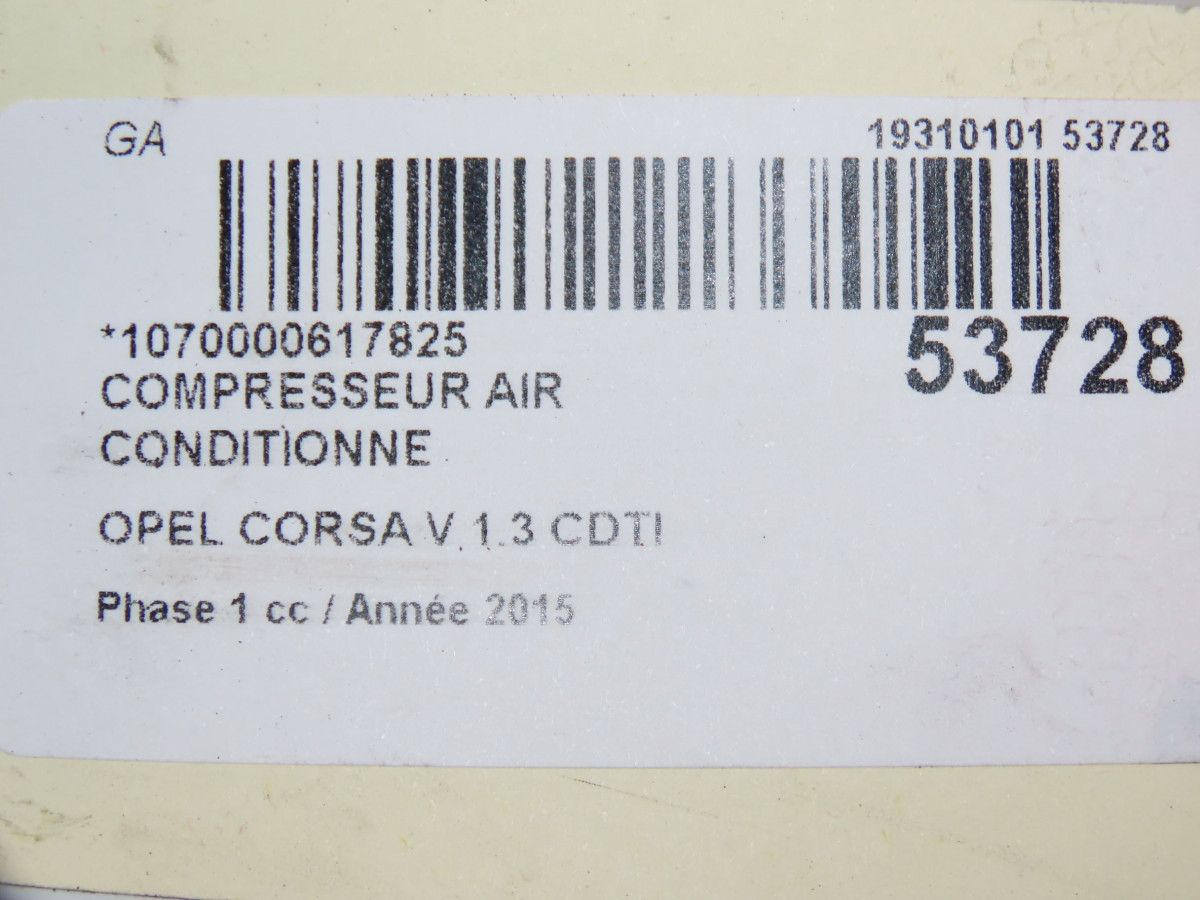 GA
19310101 53728
*1070000617825
53728
COMPRESSEUR AIR
CONDITIONNE
OPEL CORSA V 1.3 CDTI
Phase 1 cc / Année 2015